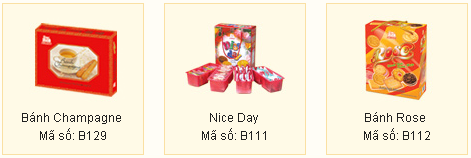 Bánh Champagne
Mã số: B129
Nice Day
Mã số: B111
Bánh Rose
Mã số: B112